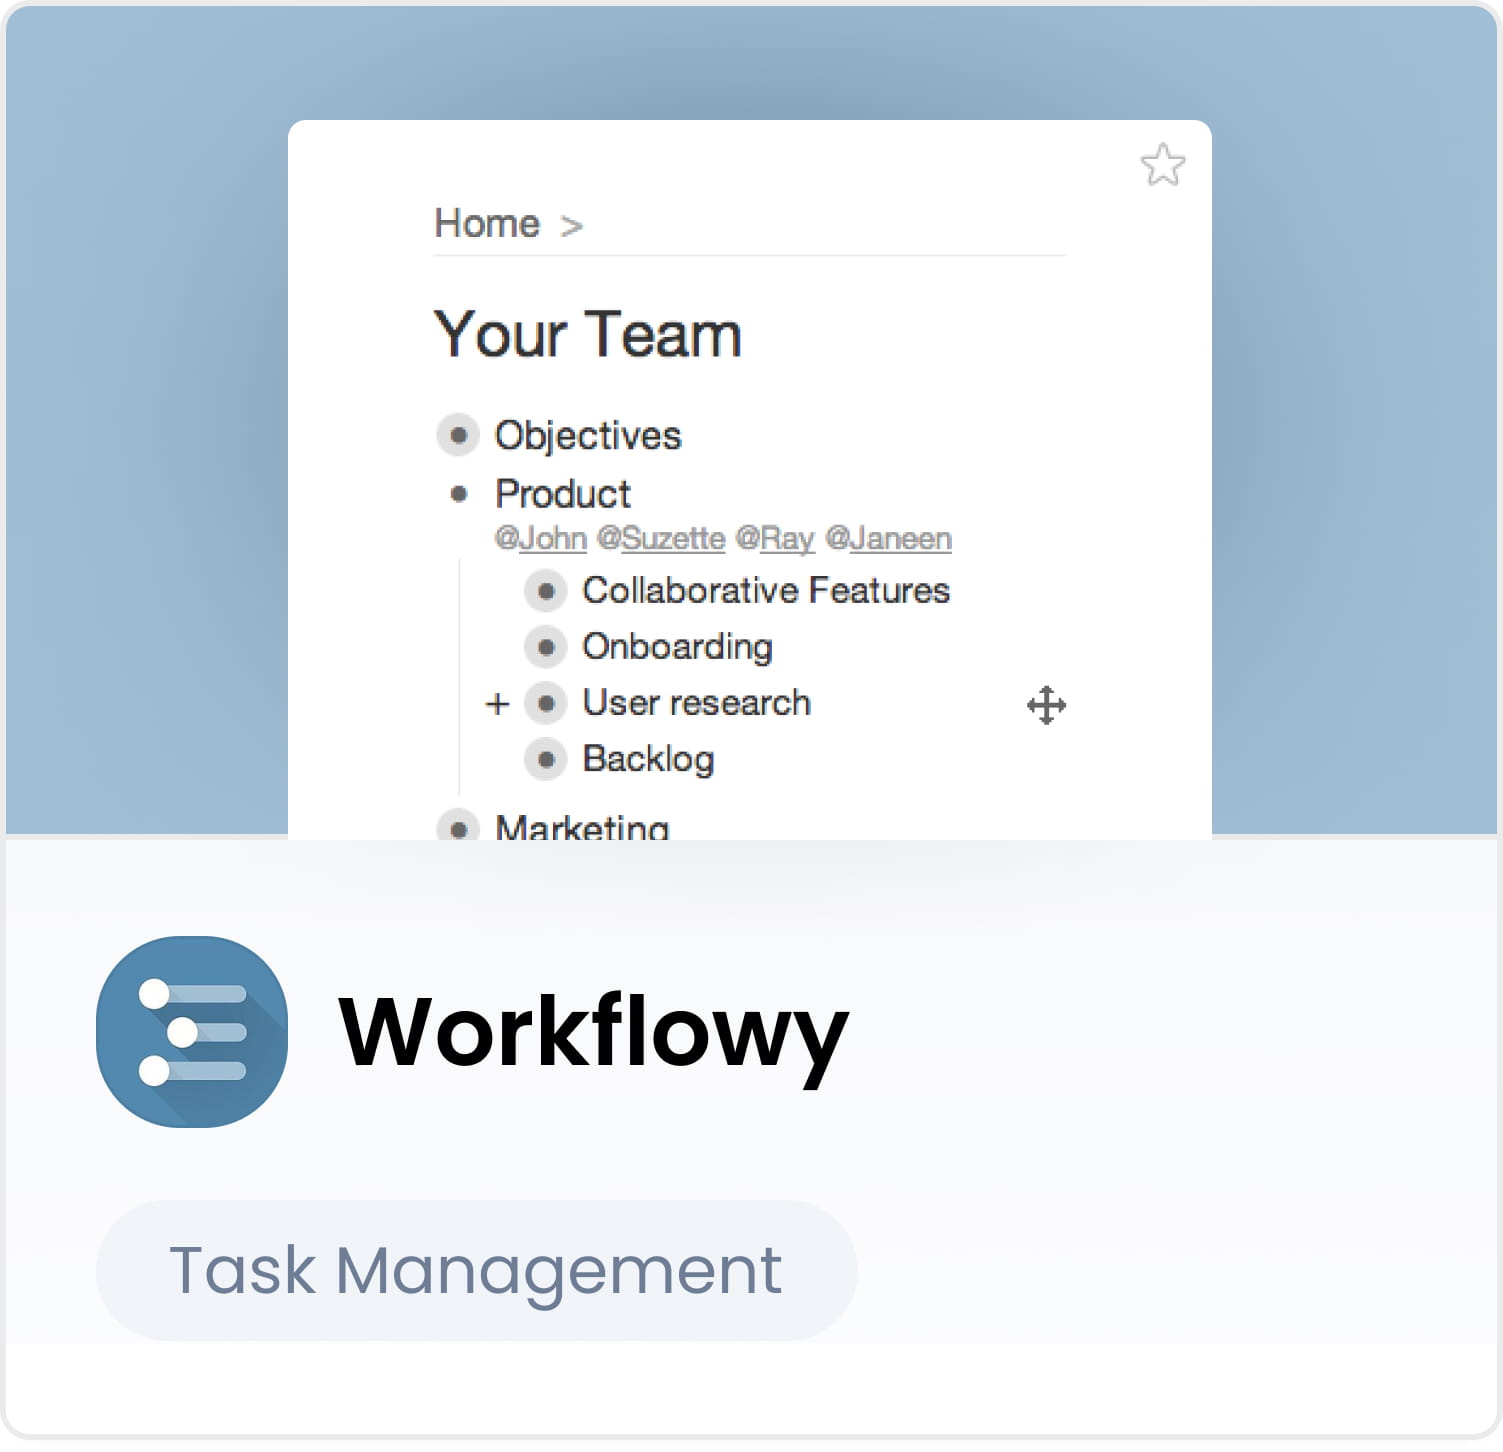 Home >
Your Team
Objectives
Product
@John @Suzette @Ray @Janeen
Collaborative Features
Onboarding
+ User research
Backlog
Marketing
Workflowy
Task Management